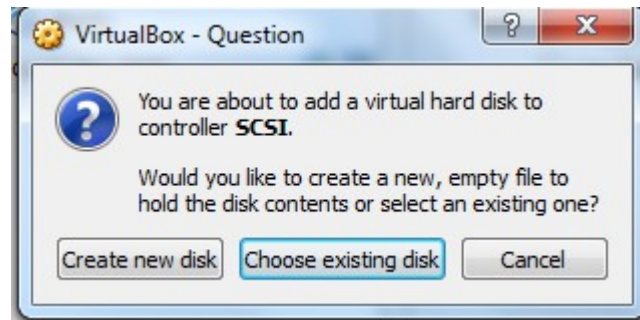 VirtualBox - Question
?
You are about to add a virtual hard disk to
controller SCSI.
Would you like to create a new, empty file to
hold the disk contents or select an existing one?
Create new disk Choose existing disk Cancel